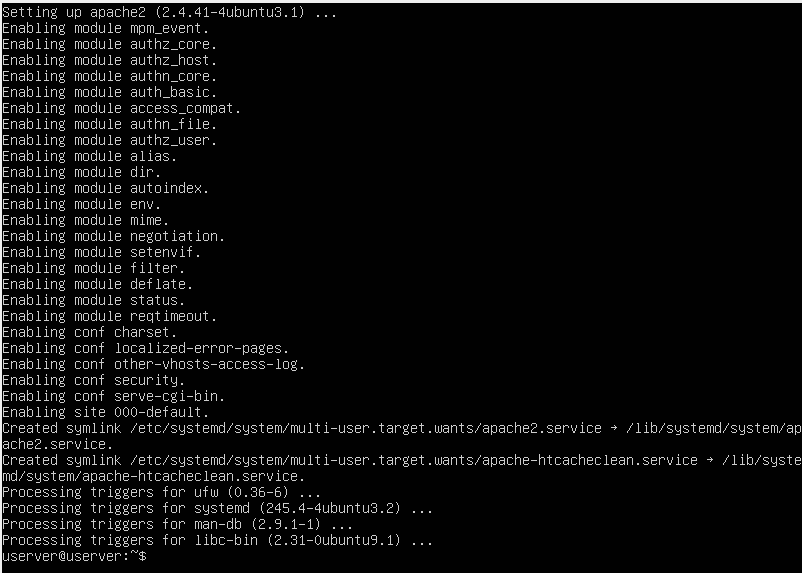 Setting up apache2 (2.4.41-4ubuntu3.1) ...
Enabling module mpm_event.
Enabling module authz_core.
Enabling module authz_host.
Enabling module authn_core.
Enabling module auth_basic.
Enabling module access_compat.
Enabling module authn_file.
Enabling module authz_user.
Enabling module alias.
Enabling module dir.
Enabling module autoindex.
Enabling module env.
Enabling module mime.
Enabling module negotiation.
Enabling module setenvif.
Enabling module filter.
Enabling module deflate.
Enabling module status.
Enabling module reqtimeout.
Enabling conf charset.
Enabling conf localized-error-pages.
Enabling conf other-vhosts-access-log.
Enabling conf security.
Enabling conf serve-cgi-bin.
Enabling site 000-default.
Created symlink /etc/systemd/system/multi-user.target.wants/apache2.service → /lib/systemd/system/ap
ache2.service.
Created symlink /etc/systemd/system/multi-user.target.wants/apache-htcacheclean.service → /lib/syste
md/system/apache-htcacheclean.service.
Processing triggers for ufw (0.36-6) ...
Processing triggers for systemd (245.4-4ubuntu3.2) ...
Processing triggers for man-db (2.9.1-1) ...
Processing triggers for libc-bin (2.31-0ubuntu9.1) ...
userver@userver:~$